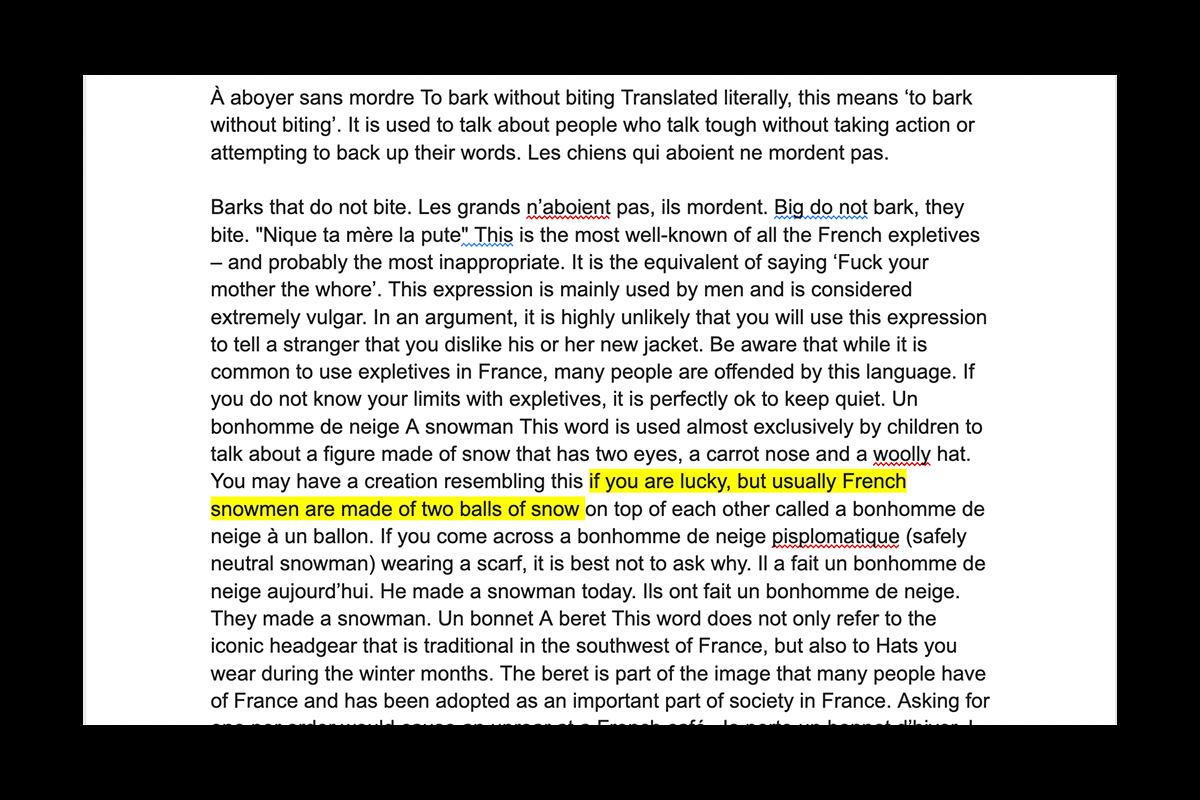 À aboyer sans mordre To bark without biting Translated literally, this means ‘to bark
without biting’. It is used to talk about people who talk tough without taking action or
attempting to back up their words. Les chiens qui aboient ne mordent pas.
Barks that do not bite. Les grands n’aboient pas, ils mordent. Big do not bark, they
bite. "Nique ta mère la pute" This is the most well-known of all the French expletives
– and probably the most inappropriate. It is the equivalent of saying ‘Fuck your
mother the whore’. This expression is mainly used by men and is considered
extremely vulgar. In an argument, it is highly unlikely that you will use this expression
to tell a stranger that you dislike his or her new jacket. Be aware that while it is
common to use expletives in France, many people are offended by this language. If
you do not know your limits with expletives, it is perfectly ok to keep quiet. Un
bonhomme de neige A snowman This word is used almost exclusively by children to
talk about a figure made of snow that has two eyes, a carrot nose and a woolly hat.
You may have a creation resembling this if you are lucky, but usually French
snowmen are made of two balls of snow on top of each other called a bonhomme de
neige à un ballon. If you come across a bonhomme de neige pisplomatique (safely
neutral snowman) wearing a scarf, it is best not to ask why. Il a fait un bonhomme de
neige aujourd’hui. He made a snowman today. Ils ont fait un bonhomme de neige.
They made a snowman. Un bonnet A beret This word does not only refer to the
iconic headgear that is traditional in the southwest of France, but also to Hats you
wear during the winter months. The beret is part of the image that many people have
of France and has been adopted as an important part of society in France. Asking for
one per order would cause an uproar at a French café. Je porte un bonnet d’hiver. I